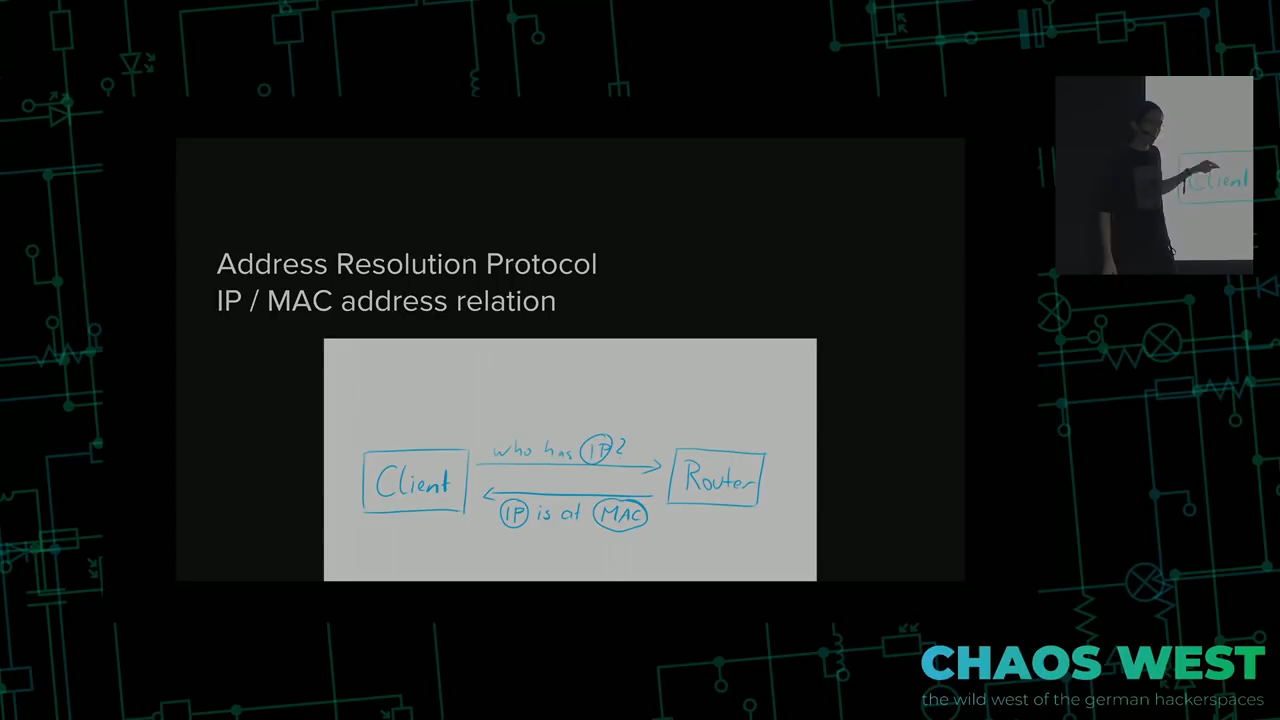 Address Resolution Protocol
IP / MAC address relation
who has IP?
Client
Router
IP is at MAC
Client
CHAOS WEST
the wild west of the german hackerspaces